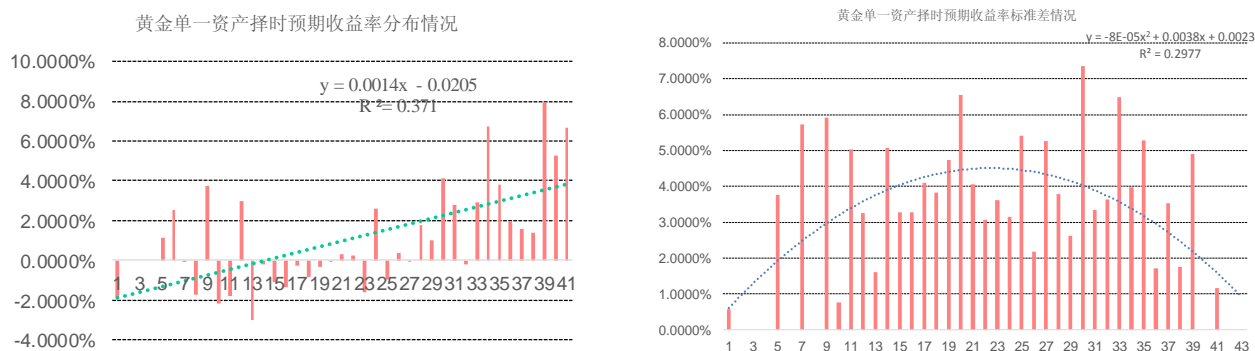 黄金单一资产择时预期收益率分布情况
10.0000%
8.0000%
6.0000%
4.0000%
2.0000%
0.0000%
-2.0000%
-4.0000%
y = 0.0014x - 0.0205
R² = 0.371
1 3 5 7 9 11 13 15 17 19 21 23 25 27 29 31 33 35 37 39 41
黄金单一资产择时预期收益率标准差情况
8.0000%
7.0000%
6.0000%
5.0000%
4.0000%
3.0000%
2.0000%
1.0000%
0.0000%
y = -8E-05x² + 0.0038x + 0.0023
R² = 0.2977
1 3 5 7 9 11 13 15 17 19 21 23 25 27 29 31 33 35 37 39 41 43